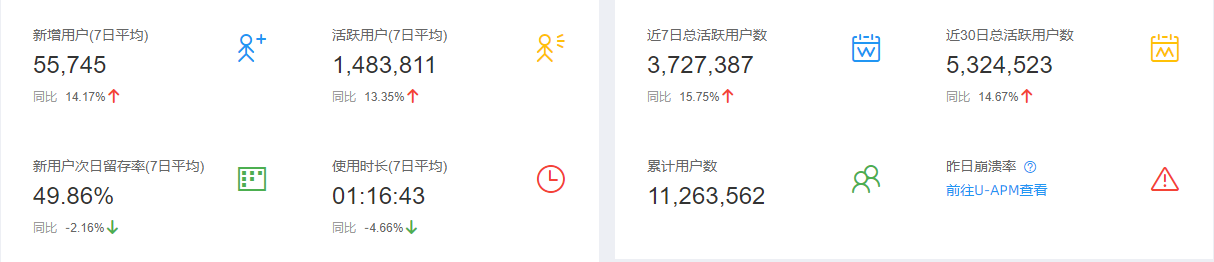 新增用户(7日平均)
55,745
同比 14.17%
活跃用户(7日平均)
1,483,811
同比 13.35%
新用户次日留存率(7日平均)
49.86%
同比 -2.16%
使用时长(7日平均)
01:16:43
同比 -4.66%
近7日总活跃用户数
3,727,387
同比 15.75%
近30日总活跃用户数
5,324,523
同比 14.67%
累计用户数
11,263,562
昨日崩溃率
前往U-APM查看